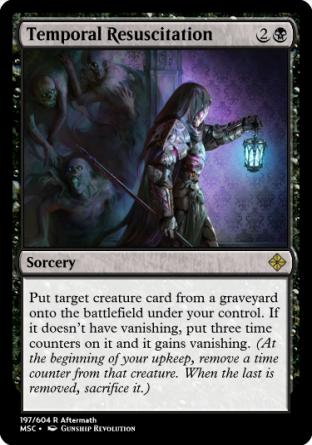 Temporal Resuscitation 2
Sorcery
Put target creature card from a graveyard
onto the battlefield under your control. If
it doesn't have vanishing, put three time
counters on it and it gains vanishing. (At
the beginning of your upkeep, remove a time
counter from that creature. When the last is
removed, sacrifice it.)
197/604 R Aftermath
MSC • Gunship Revolution